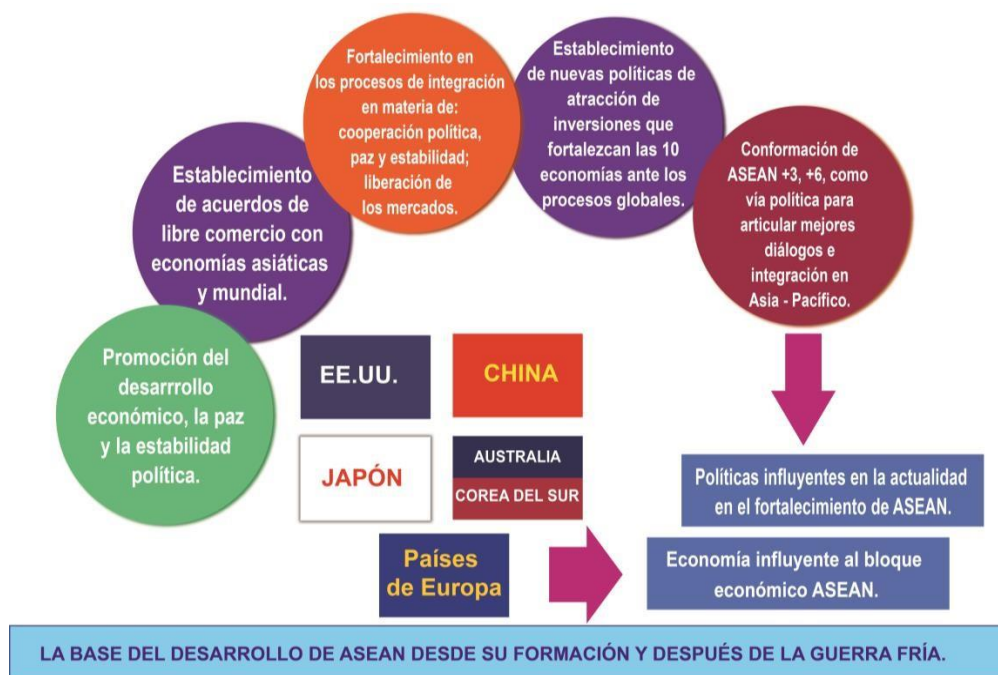 Promoción del
desarrrollo
económico, la paz
y la estabilidad
política.
Establecimiento
de acuerdos de
libre comercio con
economías asiáticas
y mundial.
Fortalecimiento en
los procesos de integración
en materia de:
cooperación política,
paz y estabilidad;
liberación de
los mercados.
Establecimiento
de nuevas políticas de
atracción de
inversiones que
fortalezcan las 10
economías ante los
procesos globales.
Conformación de
ASEAN +3, +6, como
vía política para
articular mejores
diálogos e
integración en
Asia - Pacífico.
EE.UU.
CHINA
JAPÓN
AUSTRALIA
COREA DEL SUR
Países
de Europa
Políticas influyentes en la actualidad
en el fortalecimiento de ASEAN.
Economía influyente al bloque
económico ASEAN.
LA BASE DEL DESARROLLO DE ASEAN DESDE SU FORMACIÓN Y DESPUÉS DE LA GUERRA FRÍA.